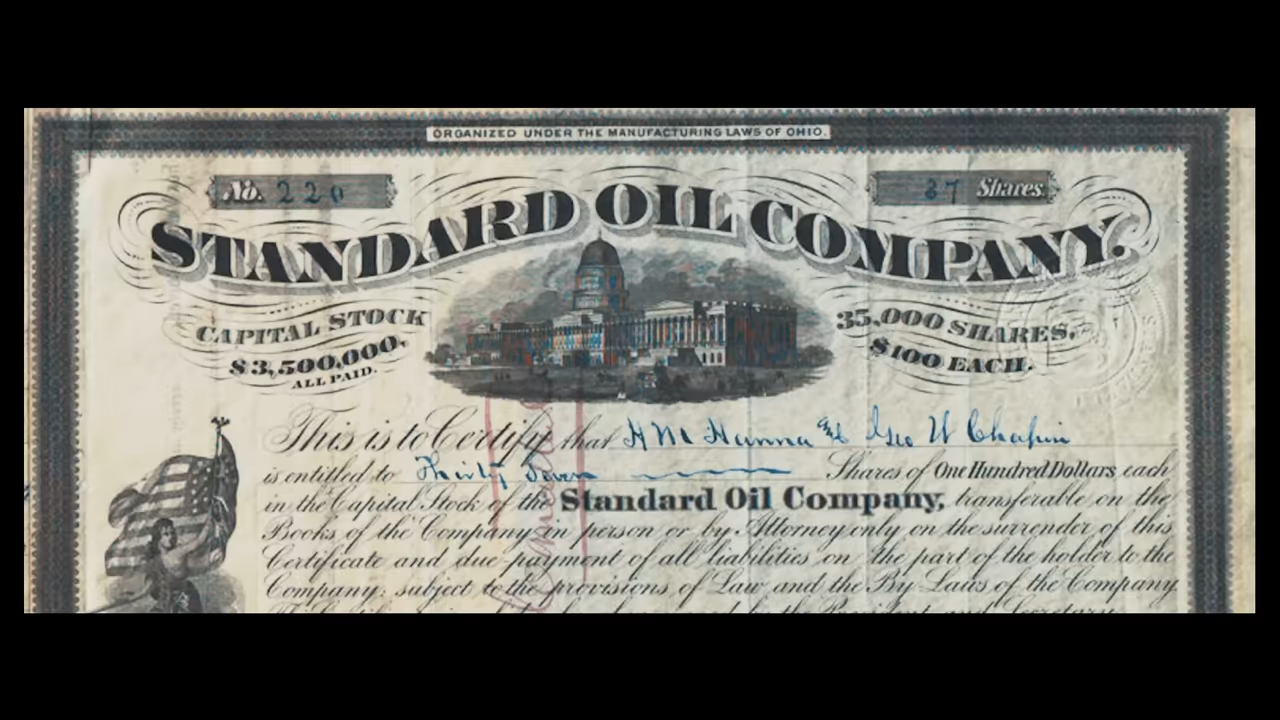 ORGANIZED UNDER THE MANUFACTURING LAWS OF OHIO.
No. 220
37 Shares
STANDARD OIL COMPANY.
CAPITAL STOCK
$3,500,000,
ALL PAID.
35,000 SHARES.
$100 EACH.
This is to Certify that H M Hanna and Geo W Chapin
is entitled to Thirty Seven Shares of One Hundred Dollars each
in the Capital Stock of the Standard Oil Company, transferable on the
Books of the Company in person or by Attorney only on the surrender of this
Certificate and due payment of all liabilities on the part of the holder to the
Company; subject to the provisions of Law and the By-Laws of the Company